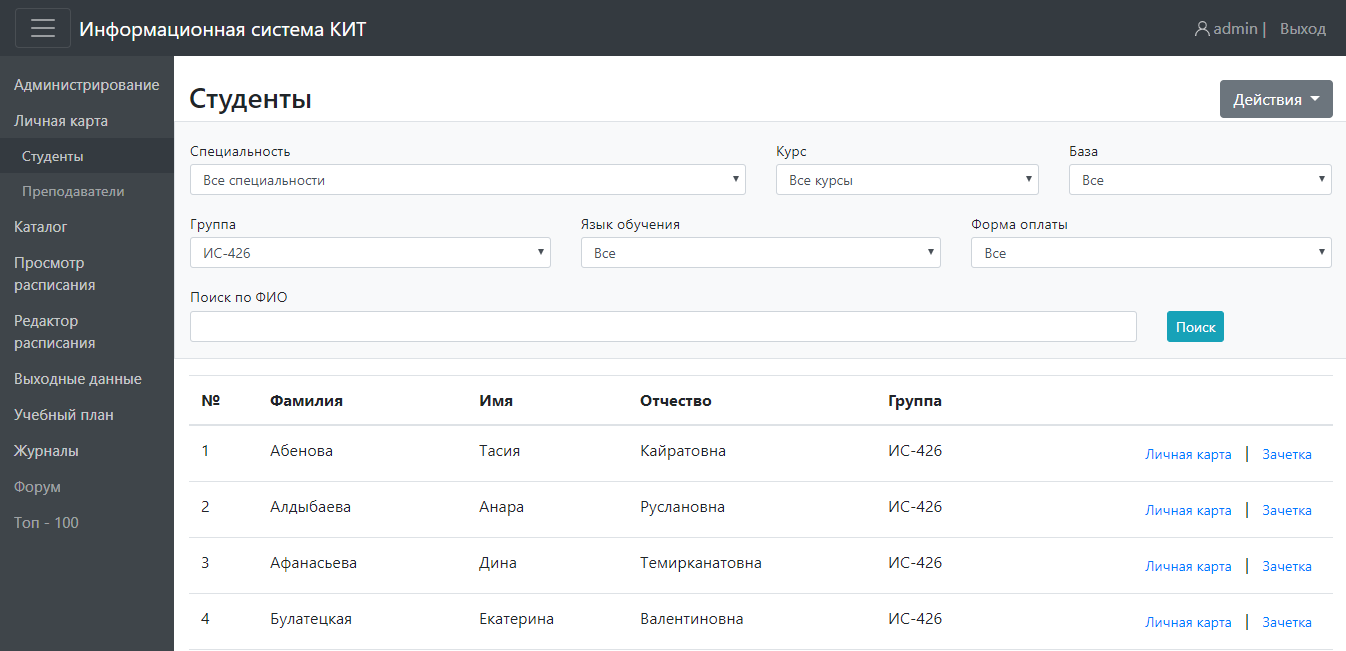 Информационная система КИТ
admin | Выход
Администрирование
Личная карта
Студенты
Преподаватели
Каталог
Просмотр
расписания
Редактор
расписания
Выходные данные
Учебный план
Журналы
Форум
Топ - 100
Студенты
Действия
Специальность Курс База
Все специальности Все курсы Все
Группа Язык обучения Форма оплаты
ИС-426 Все Все
Поиск по ФИО
Поиск
№ Фамилия Имя Отчество Группа
1 Абенова Тасия Кайратовна ИС-426 Личная карта | Зачетка
2 Алдыбаева Анара Руслановна ИС-426 Личная карта | Зачетка
3 Афанасьева Дина Темирканатовна ИС-426 Личная карта | Зачетка
4 Булатецкая Екатерина Валентиновна ИС-426 Личная карта | Зачетка